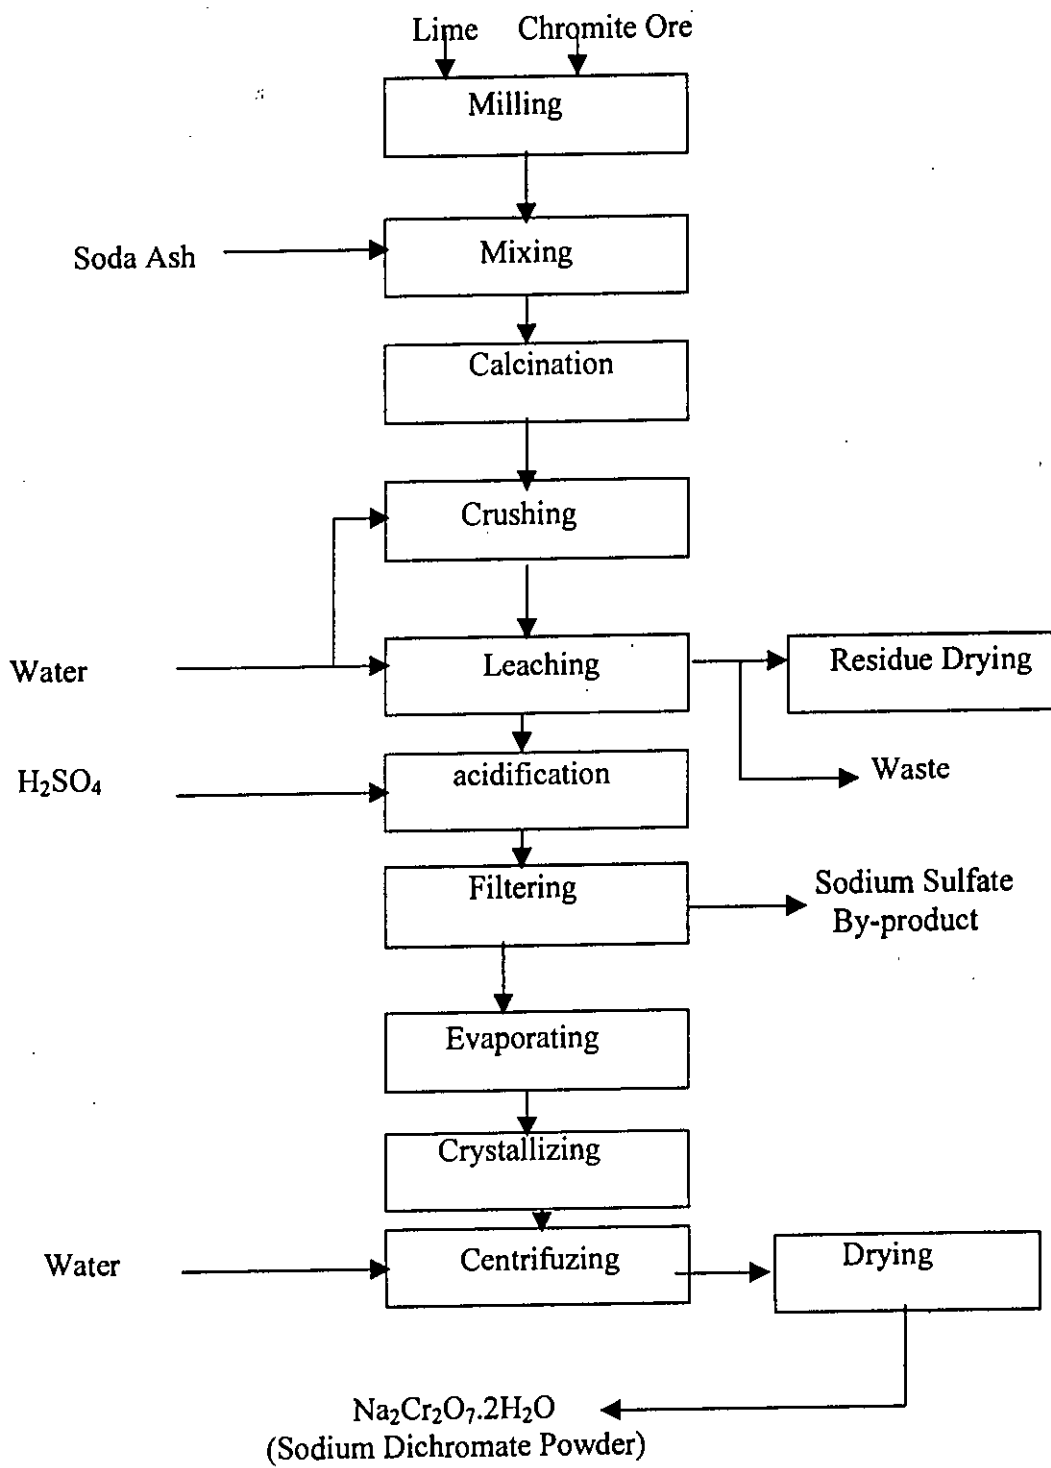 Lime
Chromite Ore
Milling
Soda Ash
Mixing
Calcination
Crushing
Water
Leaching
Residue Drying
H₂SO₄
acidification
Waste
Filtering
Sodium Sulfate
By-product
Evaporating
Crystallizing
Water
Centrifuzing
Drying
Na₂Cr₂O₇.2H₂O
(Sodium Dichromate Powder)